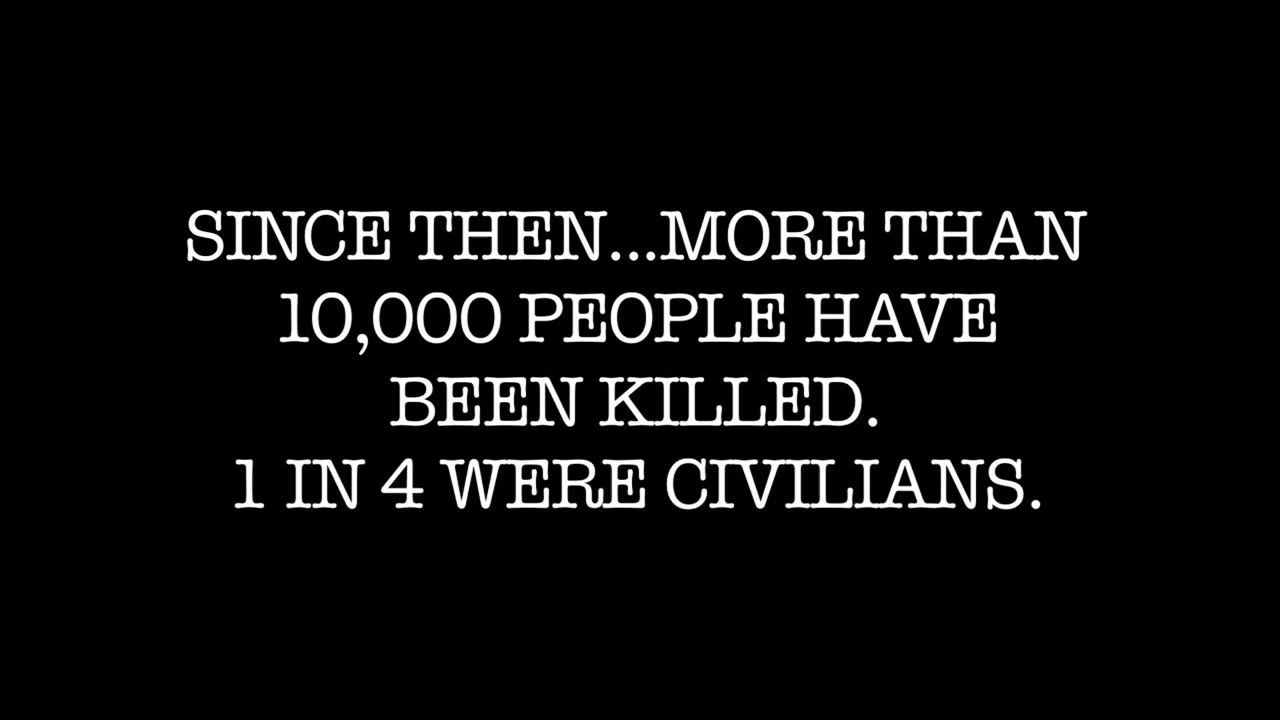 SINCE THEN...MORE THAN
10,000 PEOPLE HAVE
BEEN KILLED.
1 IN 4 WERE CIVILIANS.